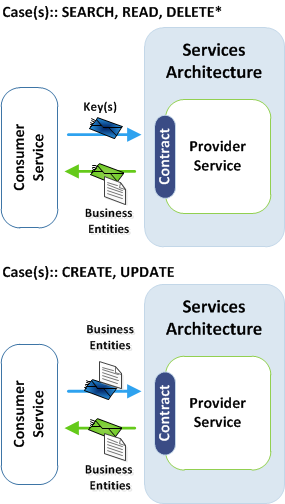 Case(s):: SEARCH, READ, DELETE*
Services
Architecture
Key(s)
Consumer
Service
Contract
Provider
Service
Business
Entities
Case(s):: CREATE, UPDATE
Services
Architecture
Business
Entities
Consumer
Service
Contract
Provider
Service
Business
Entities